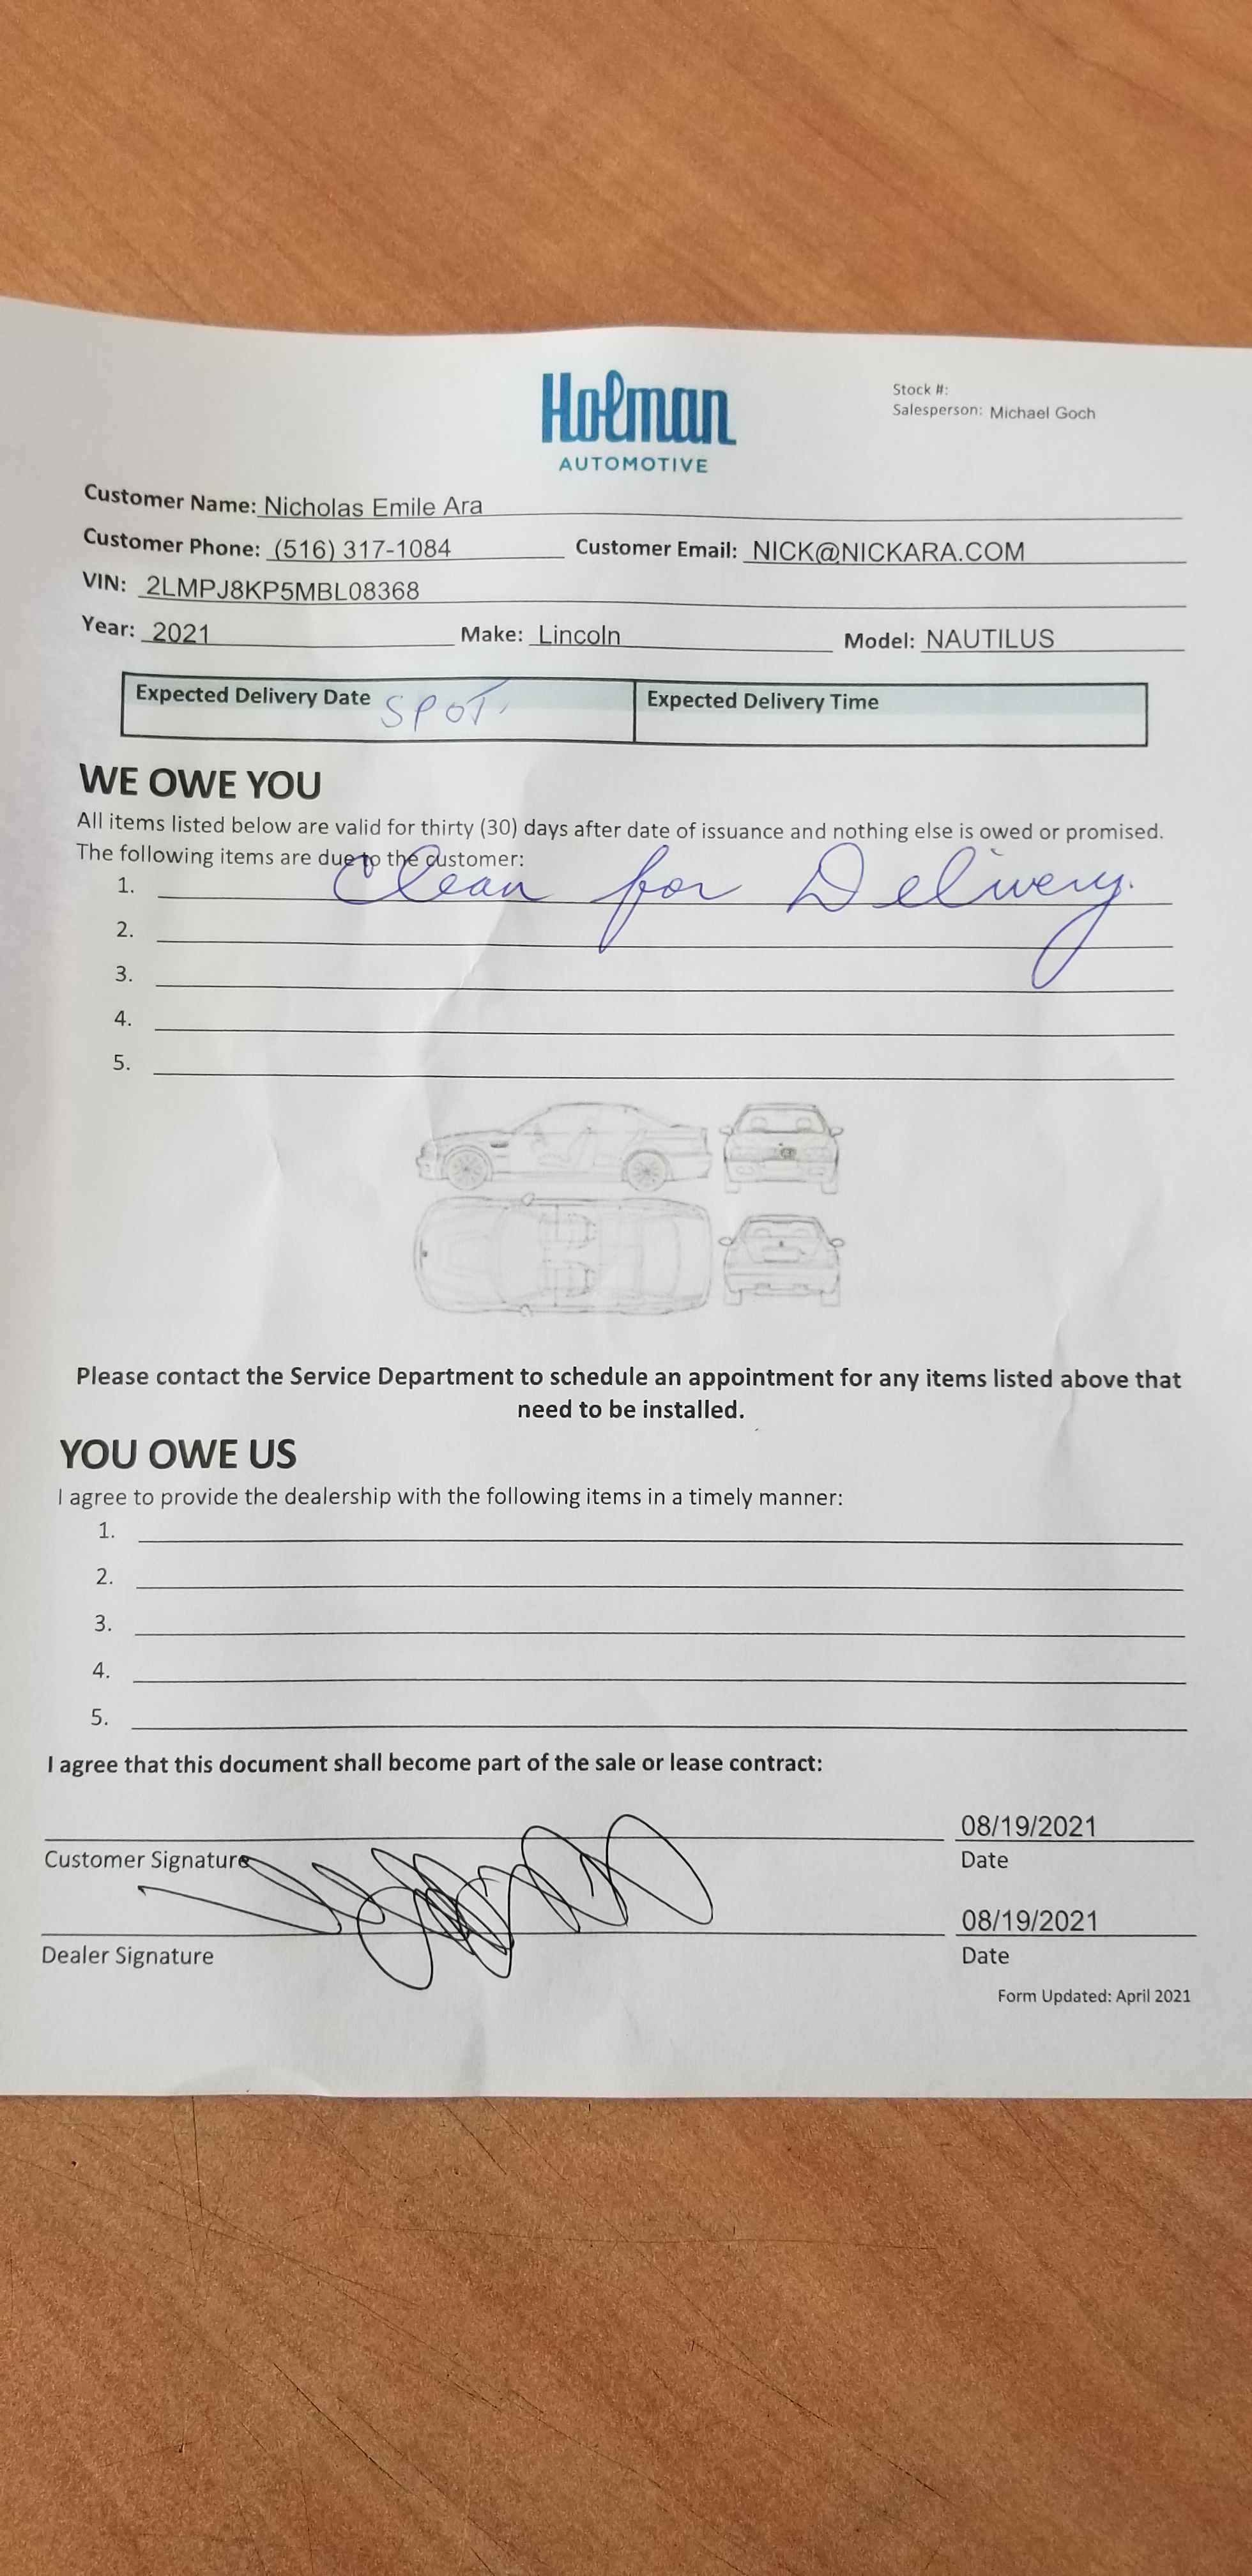 Holman
AUTOMOTIVE
Stock #:
Salesperson: Michael Goch
Customer Name: Nicholas Emile Ara
Customer Phone: (516) 317-1084 Customer Email: NICK@NICKARA.COM
VIN: 2LMPJ8KP5MBL08368
Year: 2021 Make: Lincoln Model: NAUTILUS
Expected Delivery Date SPOT Expected Delivery Time
WE OWE YOU
All items listed below are valid for thirty (30) days after date of issuance and nothing else is owed or promised.
The following items are due to the customer:
1. Clean for Delivery.
2.
3.
4.
5.
Please contact the Service Department to schedule an appointment for any items listed above that
need to be installed.
YOU OWE US
I agree to provide the dealership with the following items in a timely manner:
1.
2.
3.
4.
5.
I agree that this document shall become part of the sale or lease contract:
08/19/2021
Customer Signature Date
08/19/2021
Dealer Signature Date
Form Updated: April 2021